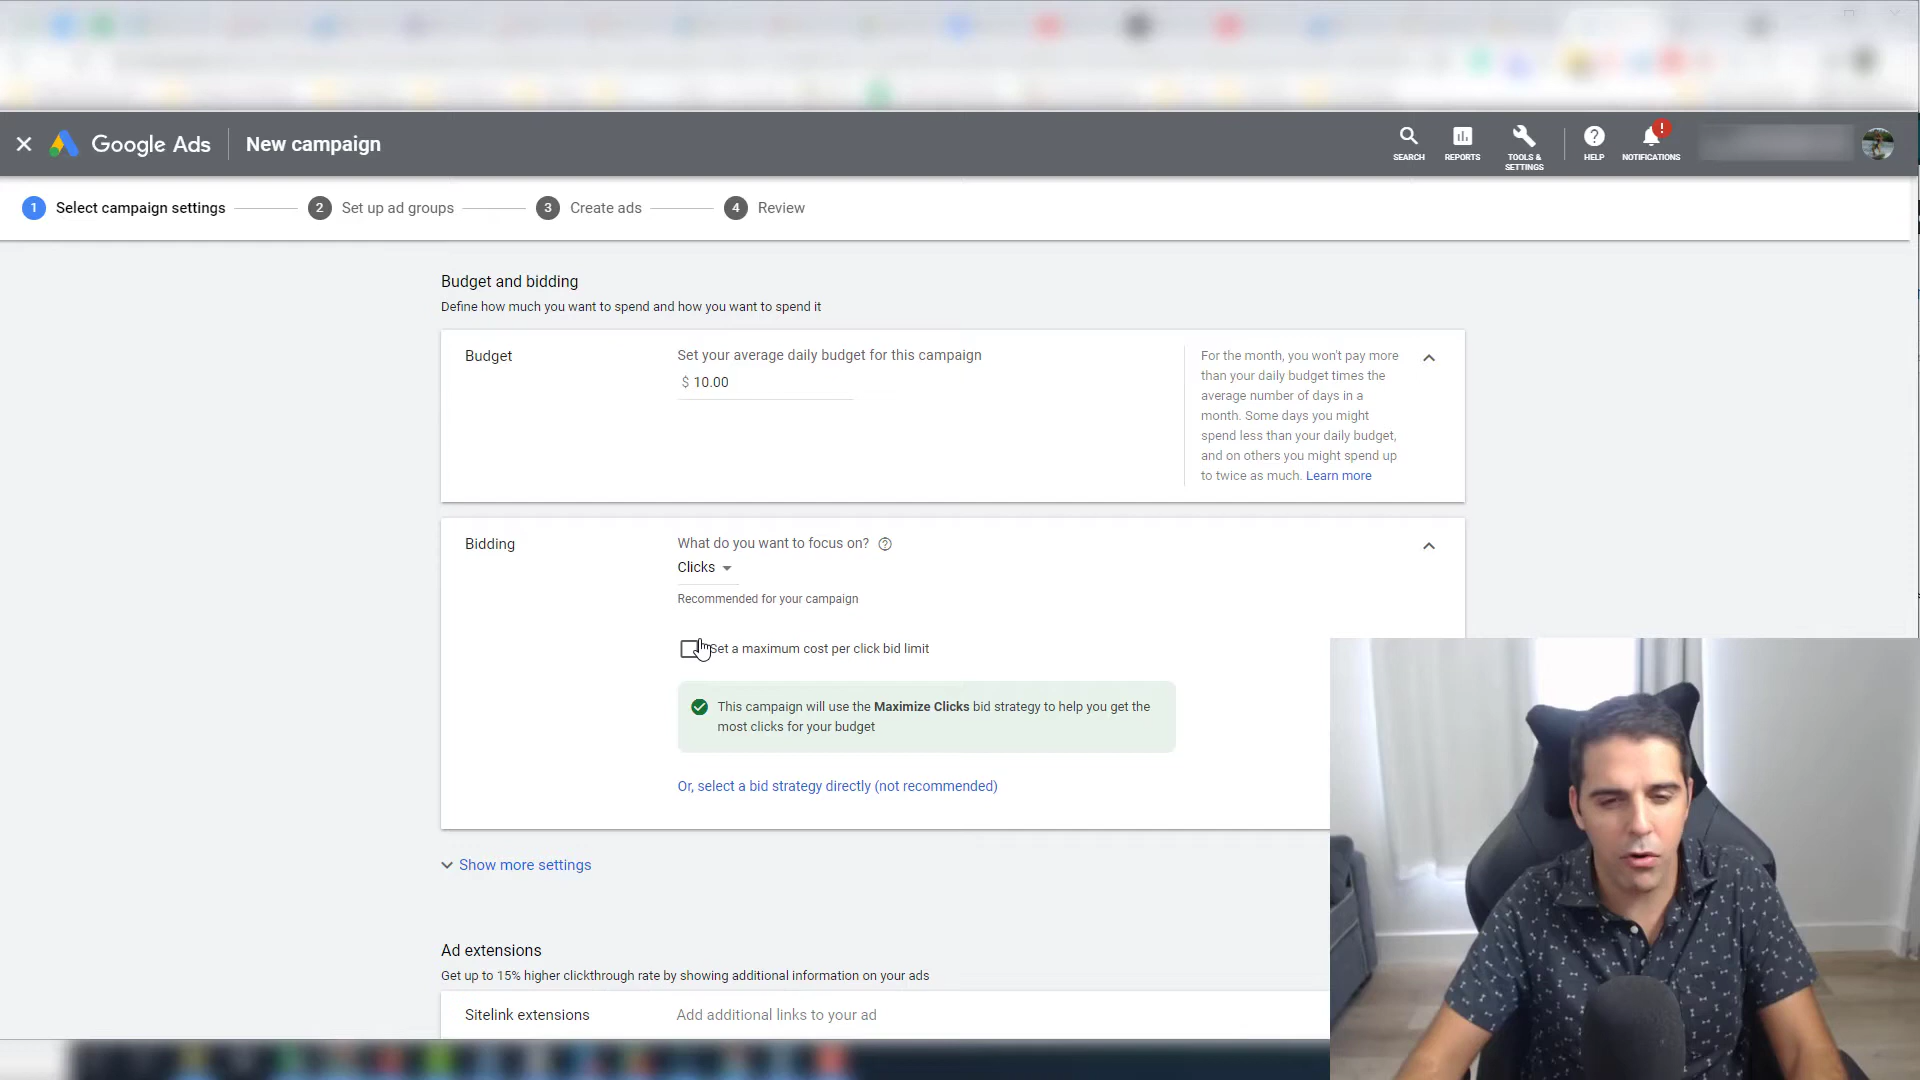 Google Ads
New campaign
SEARCH
REPORTS
TOOLS &
SETTINGS
HELP
!
NOTIFICATIONS
1 Select campaign settings
2 Set up ad groups
3 Create ads
4 Review
Budget and bidding
Define how much you want to spend and how you want to spend it
Budget
Set your average daily budget for this campaign
$ 10.00
For the month, you won't pay more
than your daily budget times the
average number of days in a
month. Some days you might
spend less than your daily budget,
and on others you might spend up
to twice as much. Learn more
Bidding
What do you want to focus on?
Clicks
Recommended for your campaign
Set a maximum cost per click bid limit
This campaign will use the Maximize Clicks bid strategy to help you get the
most clicks for your budget
Or, select a bid strategy directly (not recommended)
Show more settings
Ad extensions
Get up to 15% higher clickthrough rate by showing additional information on your ads
Sitelink extensions
Add additional links to your ad